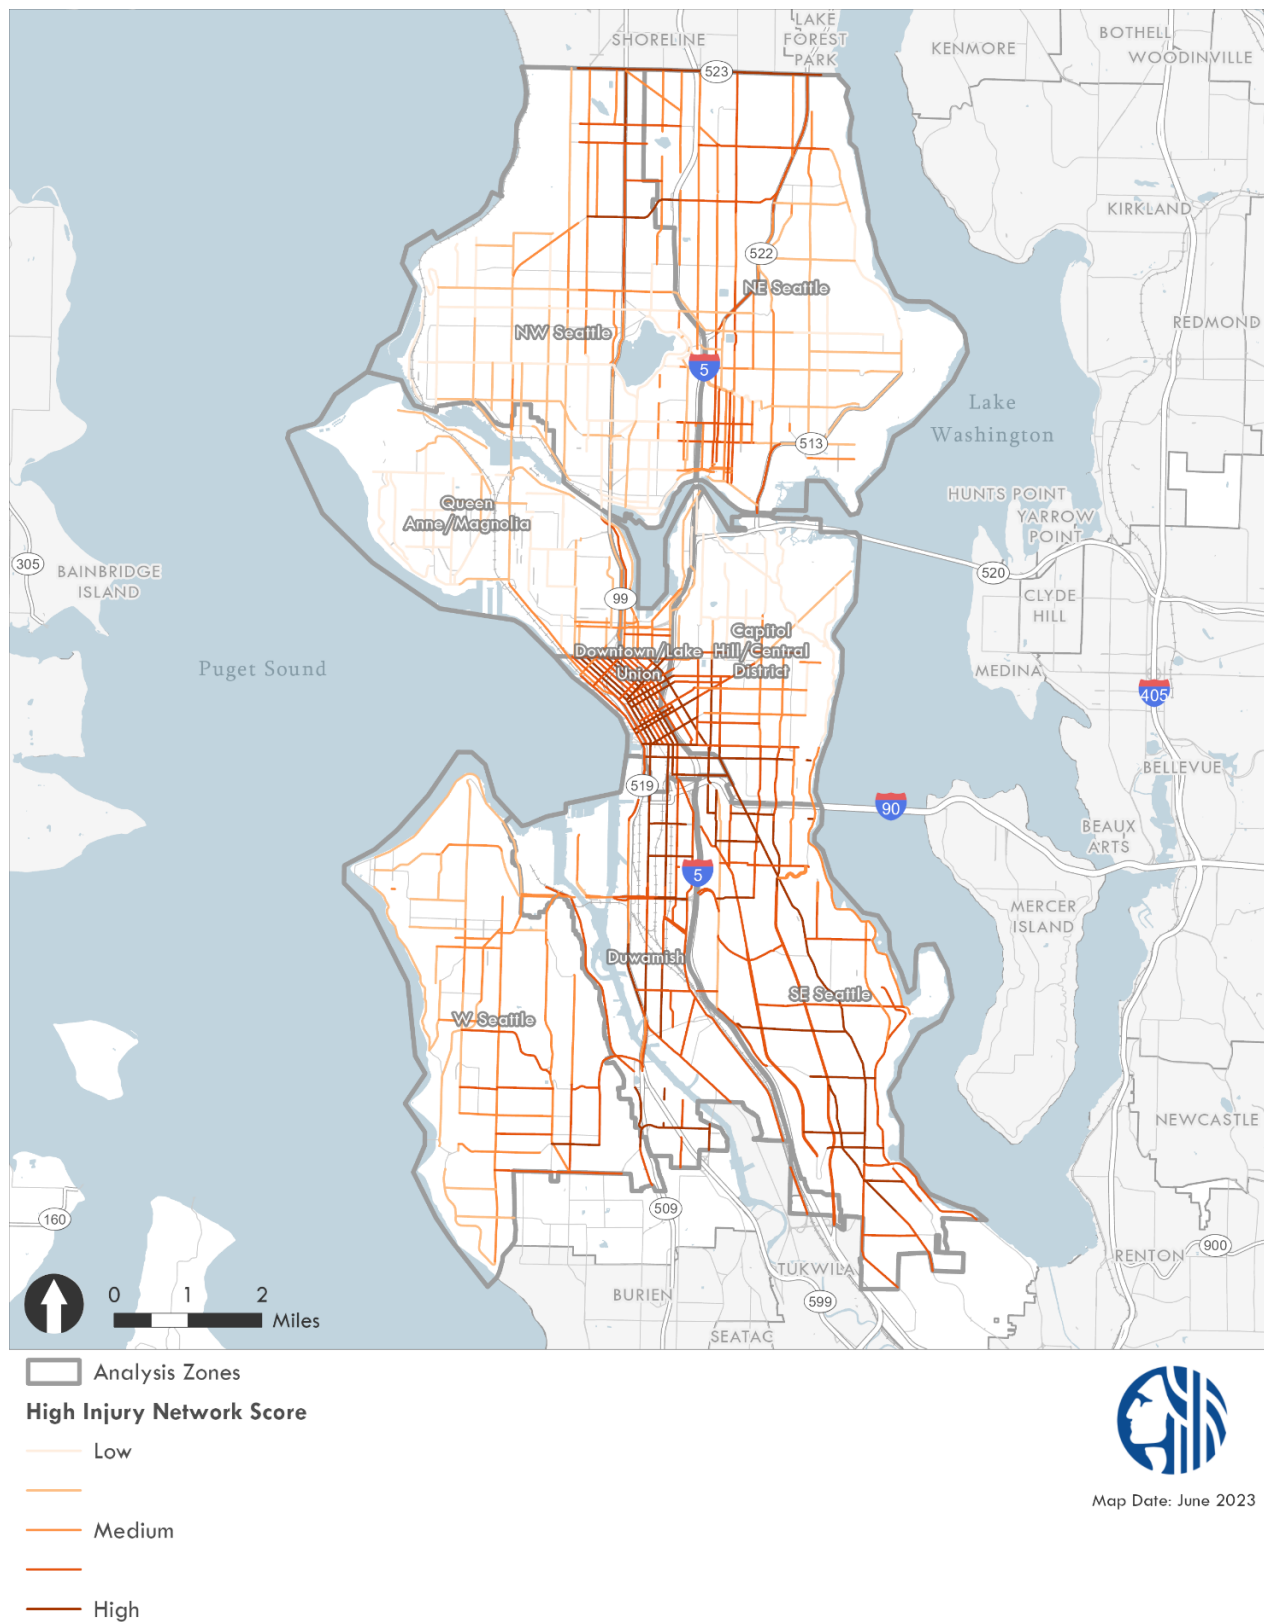 SHORELINE
LAKE
FOREST
PARK
KENMORE
BOTHELL
WOODINVILLE
523
KIRKLAND
522
NE Seattle
REDMOND
NW Seattle
5
Lake
Washington
513
Queen
Anne/Magnolia
HUNTS POINT
YARROW
POINT
305
BAINBRIDGE
ISLAND
520
99
CLYDE
HILL
Capitol
Hill/Central
District
Downtown/Lake
Union
Puget Sound
MEDINA
405
519
BELLEVUE
90
BEAUX
ARTS
5
MERCER
ISLAND
Duwamish
SE Seattle
W Seattle
NEWCASTLE
160
509
RENTON
900
TUKWILA
BURIEN
599
SEATAC
0 1 2
Miles
Analysis Zones
High Injury Network Score
Low
Medium
High
Map Date: June 2023